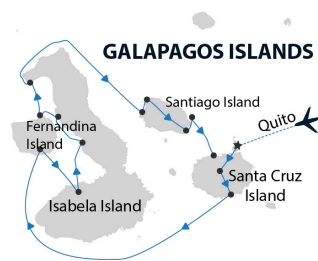 GALAPAGOS ISLANDS
Santiago Island
Quito
Fernandina
Island
Santa Cruz
Island
Isabela Island